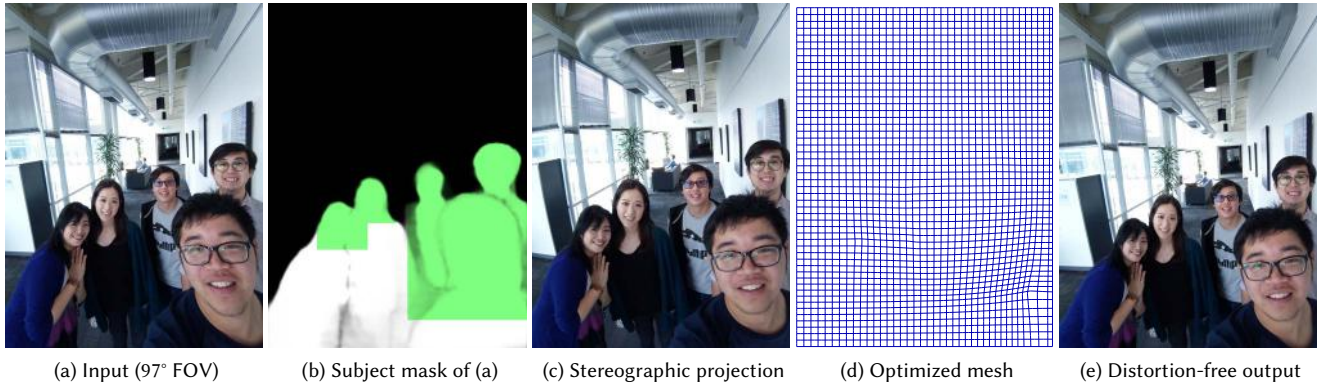 (a) Input (97° FOV)
(b) Subject mask of (a)
(c) Stereographic projection
(d) Optimized mesh
(e) Distortion-free output